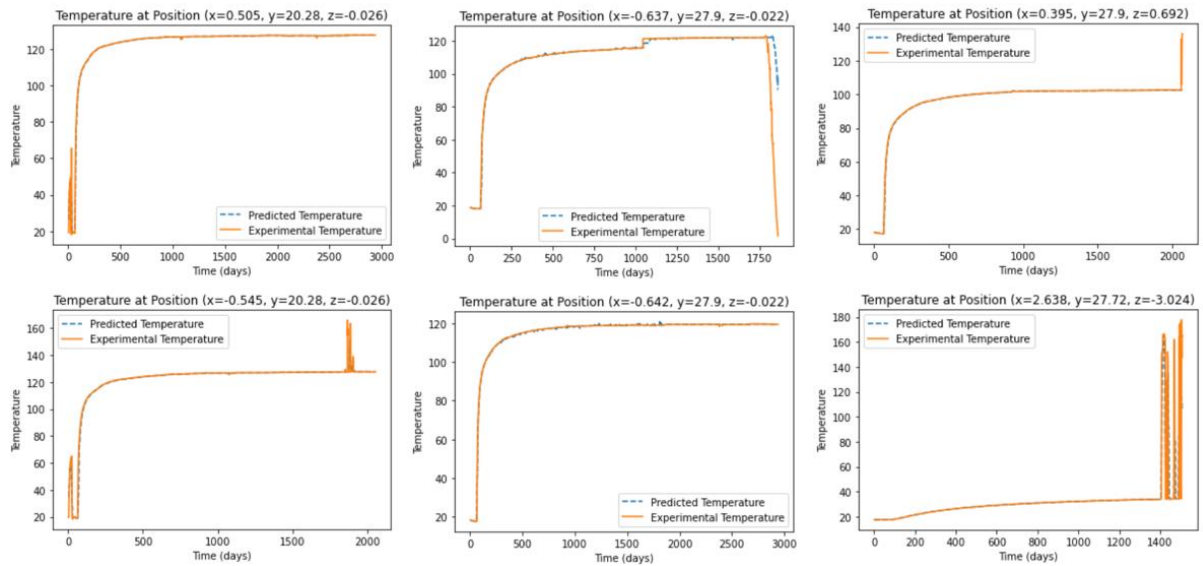 Temperature at Position (x=0.505, y=20.28, z=-0.026)
120
100
80
60
40
20
Temperature
Predicted Temperature
Experimental Temperature
0 500 1000 1500 2000 2500 3000
Time (days)
Temperature at Position (x=-0.637, y=27.9, z=-0.022)
120
100
80
60
40
20
0
Temperature
Predicted Temperature
Experimental Temperature
0 250 500 750 1000 1250 1500 1750
Time (days)
Temperature at Position (x=0.395, y=27.9, z=0.692)
140
120
100
80
60
40
20
Temperature
Predicted Temperature
Experimental Temperature
0 500 1000 1500 2000
Time (days)
Temperature at Position (x=-0.545, y=20.28, z=-0.026)
160
140
120
100
80
60
40
20
Temperature
Predicted Temperature
Experimental Temperature
0 500 1000 1500 2000
Time (days)
Temperature at Position (x=-0.642, y=27.9, z=-0.022)
120
100
80
60
40
20
Temperature
Predicted Temperature
Experimental Temperature
0 500 1000 1500 2000 2500 3000
Time (days)
Temperature at Position (x=2.638, y=27.72, z=-3.024)
180
160
140
120
100
80
60
40
20
Temperature
Predicted Temperature
Experimental Temperature
0 200 400 600 800 1000 1200 1400
Time (days)